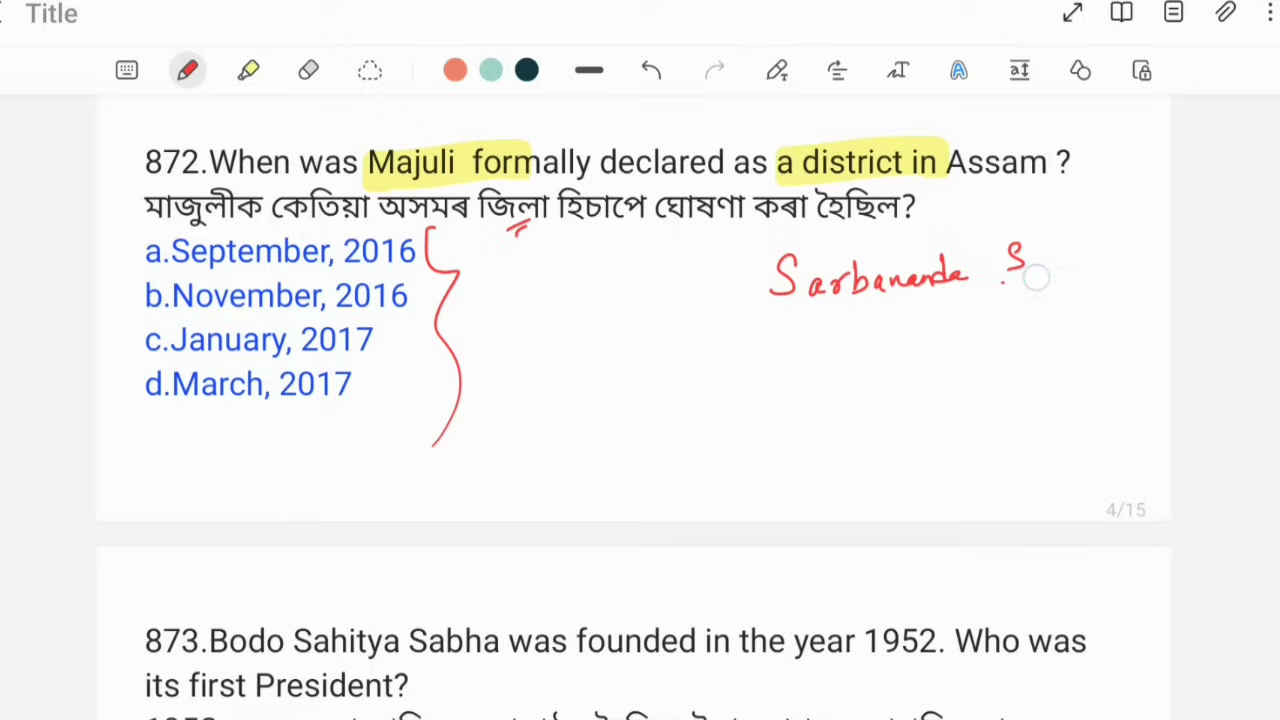 Title
872.When was Majuli formally declared as a district in Assam ?
মাজুলীক কেতিয়া অসমৰ জিলা হিচাপে ঘোষণা কৰা হৈছিল?
a.September, 2016
b.November, 2016
c.January, 2017
d.March, 2017
Sarbananda S
4/15
873.Bodo Sahitya Sabha was founded in the year 1952. Who was
its first President?